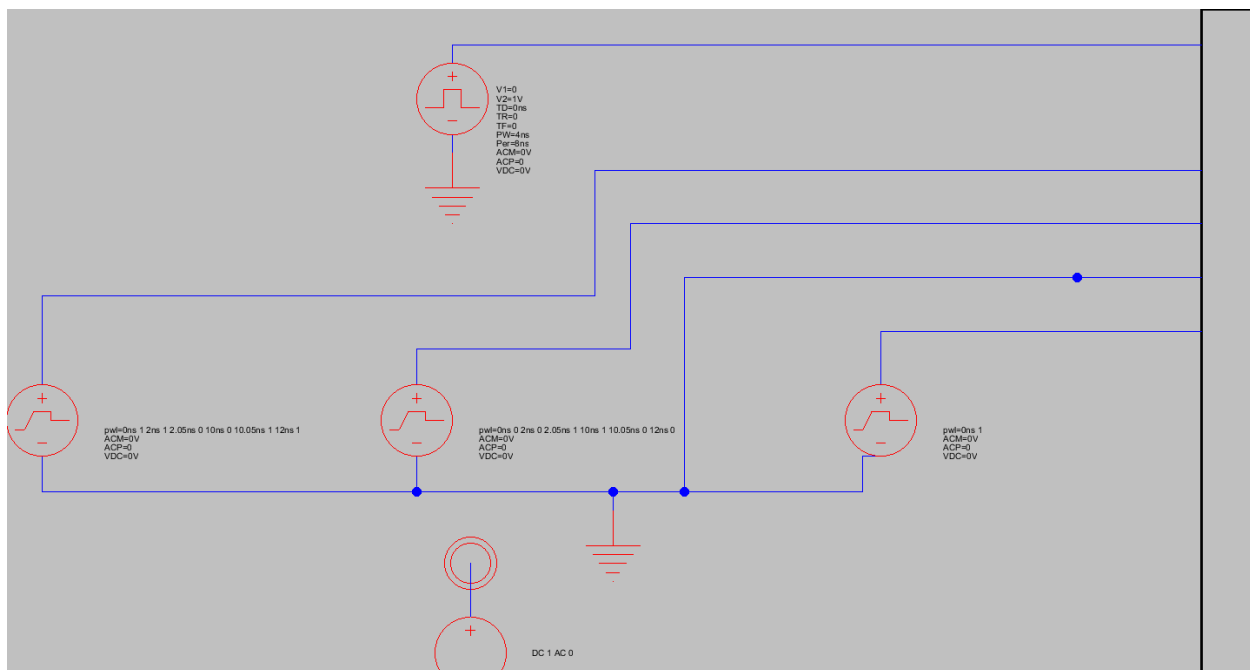 V1=0
V2=1V
TD=0ns
TR=0
TF=0
PW=4ns
Per=8ns
ACM=0V
ACP=0
VDC=0V
pwl=0ns 1 2ns 1 2.05ns 0 10ns 0 10.05ns 1 12ns 1
ACM=0V
ACP=0
VDC=0V
pwl=0ns 0 2ns 0 2.05ns 1 10ns 1 10.05ns 0 12ns 0
ACM=0V
ACP=0
VDC=0V
pwl=0ns 1
ACM=0V
ACP=0
VDC=0V
DC 1 AC 0